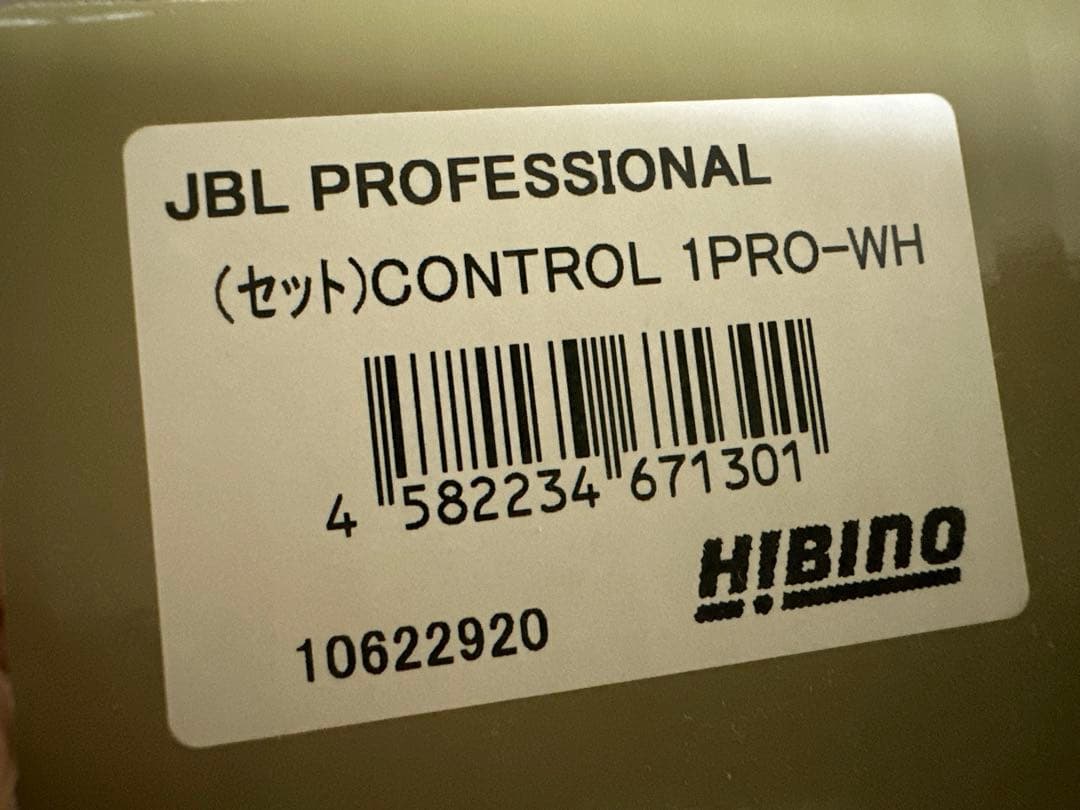 JBL PROFESSIONAL
(セット)CONTROL 1PRO-WH
4 582234 671301
HIBINO
10622920